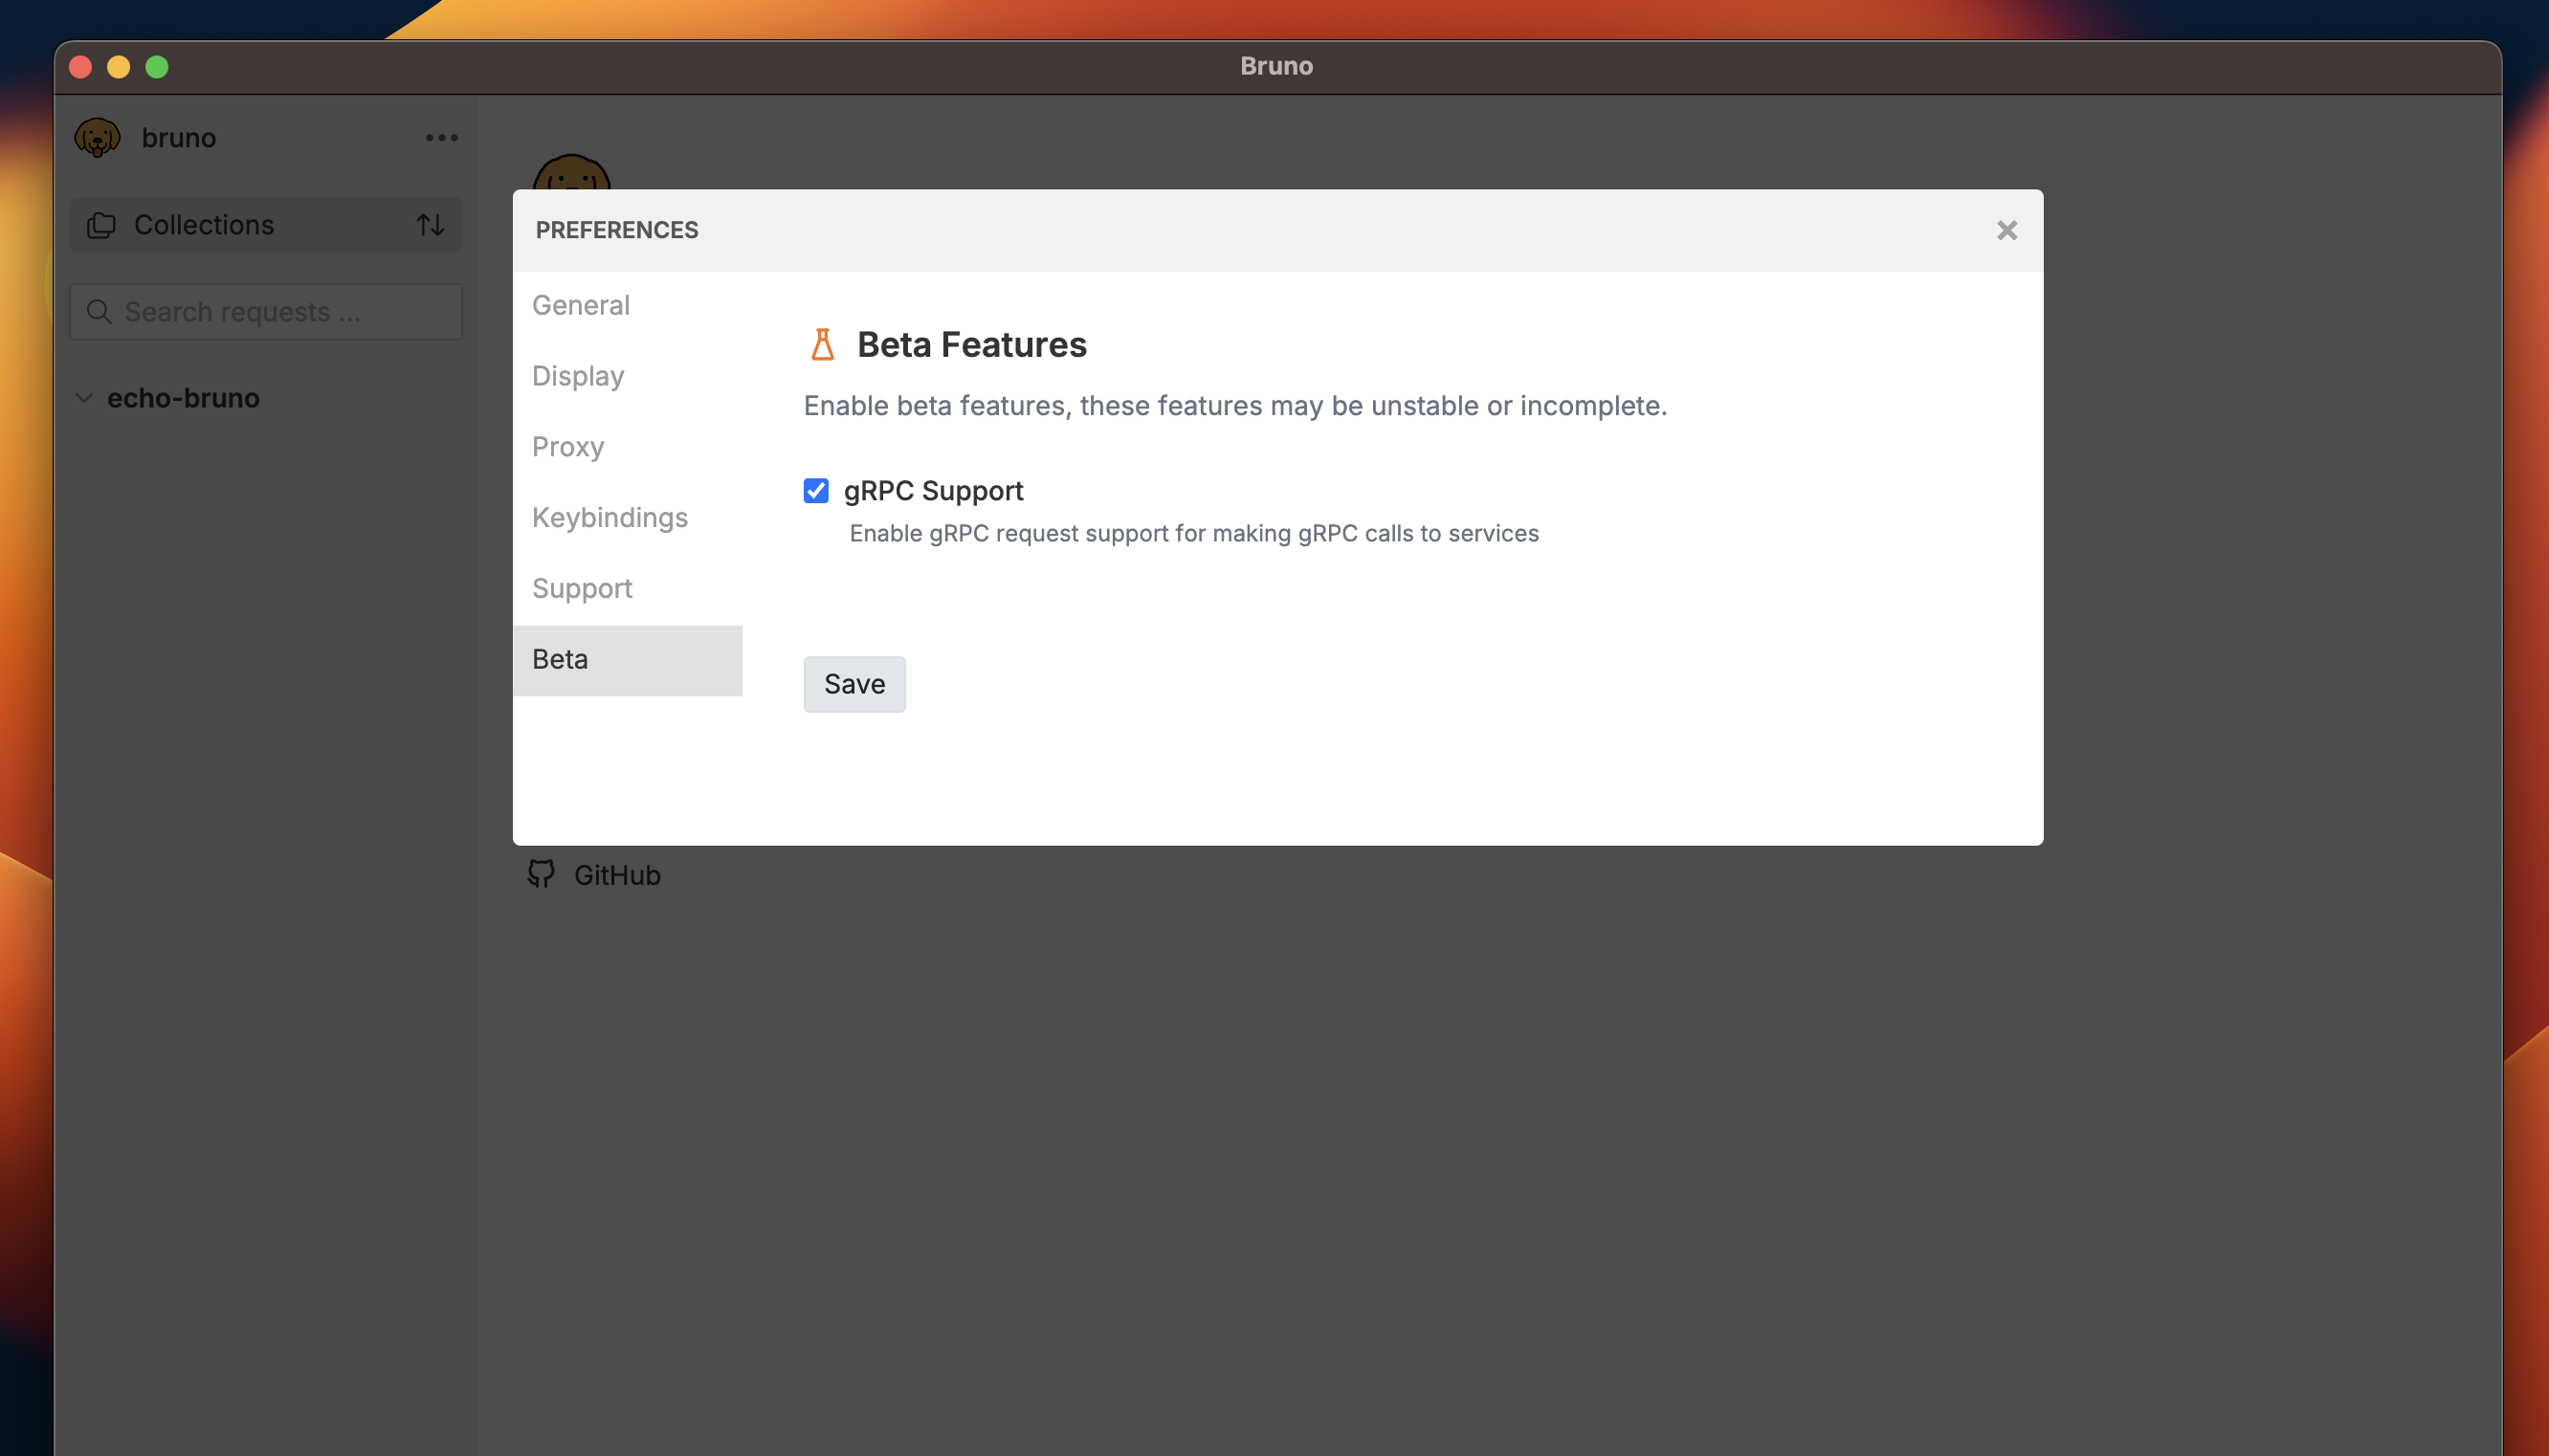 Bruno
bruno
Collections
Search requests ...
echo-bruno
PREFERENCES
General
Display
Proxy
Keybindings
Support
Beta
Beta Features
Enable beta features, these features may be unstable or incomplete.
gRPC Support
Enable gRPC request support for making gRPC calls to services
Save
GitHub